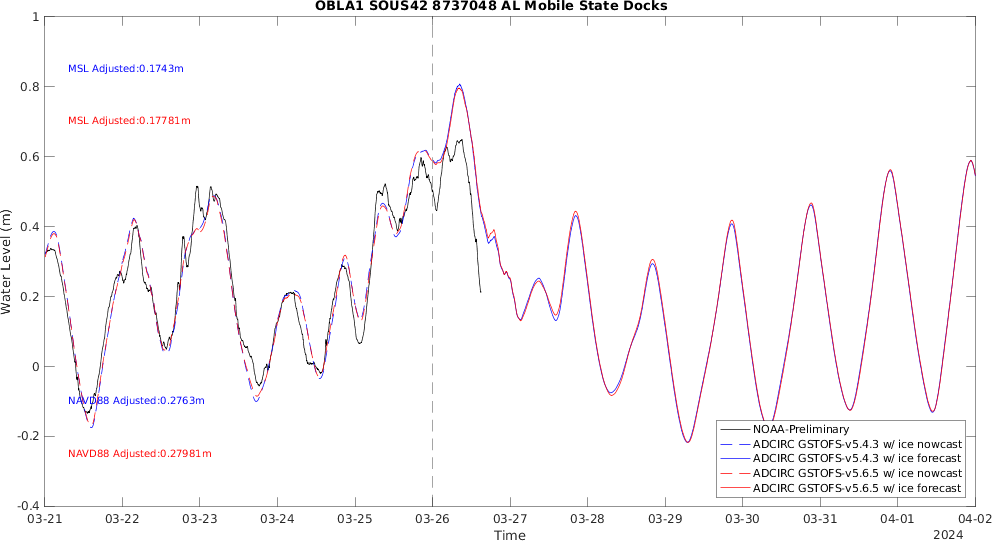 OBLA1 SOUS42 8737048 AL Mobile State Docks
1
0.8
0.6
0.4
0.2
0
-0.2
-0.4
Water Level (m)
MSL Adjusted:0.1743m
MSL Adjusted:0.17781m
NAVD88 Adjusted:0.2763m
NAVD88 Adjusted:0.27981m
NOAA-Preliminary
ADCIRC GSTOFS-v5.4.3 w/ ice nowcast
ADCIRC GSTOFS-v5.4.3 w/ ice forecast
ADCIRC GSTOFS-v5.6.5 w/ ice nowcast
ADCIRC GSTOFS-v5.6.5 w/ ice forecast
03-21 03-22 03-23 03-24 03-25 03-26 03-27 03-28 03-29 03-30 03-31 04-01 04-02
Time
2024